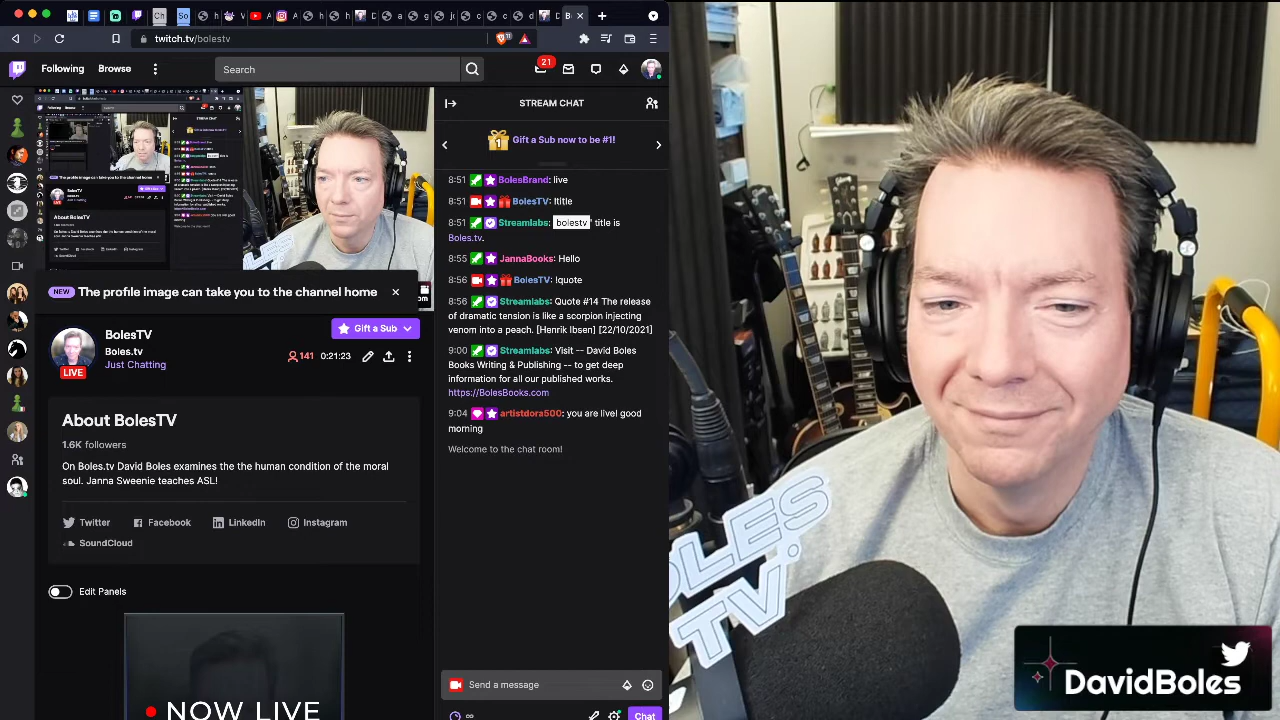 twitch.tv/bolestv
11
Following
Browse
Search
21
STREAM CHAT
1
Gift a Sub now to be #1!
8:51 BolesBrand: live
8:51 BolesTV: !title
8:51 Streamlabs: bolestv title is
Boles.tv.
8:55 JannaBooks: Hello
8:56 BolesTV: !quote
8:56 Streamlabs: Quote #14 The release
of dramatic tension is like a scorpion injecting
venom into a peach. [Henrik Ibsen] [22/10/2021]
9:00 Streamlabs: Visit -- David Boles
Books Writing & Publishing -- to get deep
information for all our published works.
https://BolesBooks.com
9:04 artistdora500: you are live! good
morning
Welcome to the chat room!
Send a message
Chat
NEW The profile image can take you to the channel home
BolesTV
Boles.tv
Just Chatting
LIVE
Gift a Sub
141
0:21:23
About BolesTV
1.6K followers
On Boles.tv David Boles examines the the human condition of the moral
soul. Ask Tweenie teaches ASL!
Twitter
Facebook
LinkedIn
Instagram
SoundCloud
Edit Panels
NOW LIVE
BOLES
TV.
DavidBoles